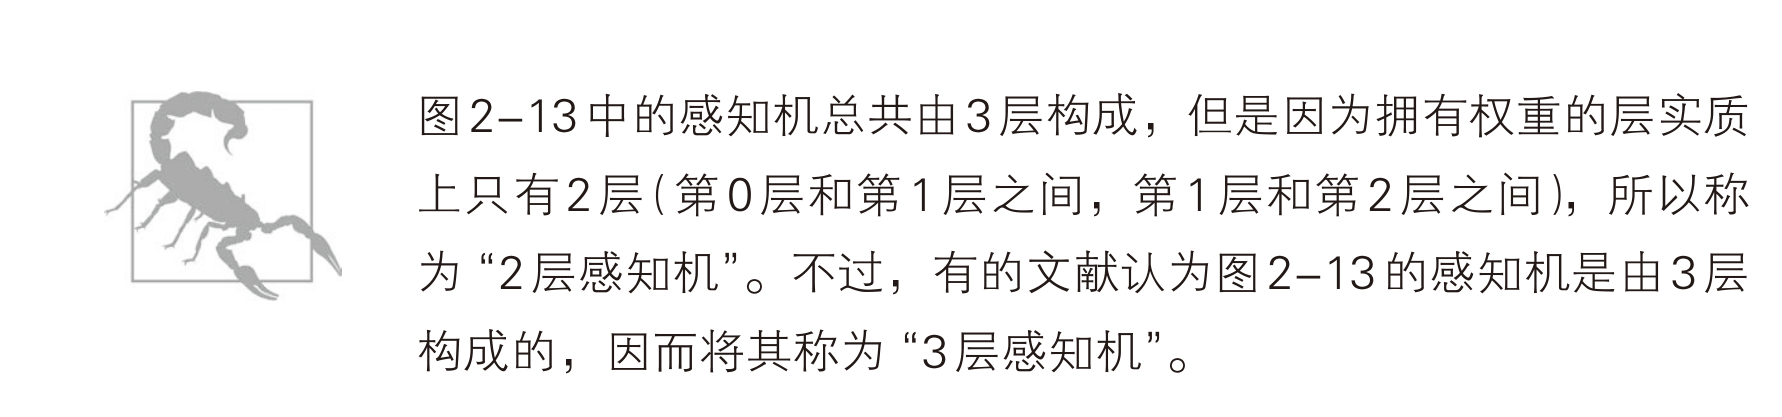 图2-13中的感知机总共由3层构成，但是因为拥有权重的层实质
上只有2层(第0层和第1层之间，第1层和第2层之间)，所以称
为“2层感知机”。不过，有的文献认为图2-13的感知机是由3层
构成的，因而将其称为“3层感知机”。